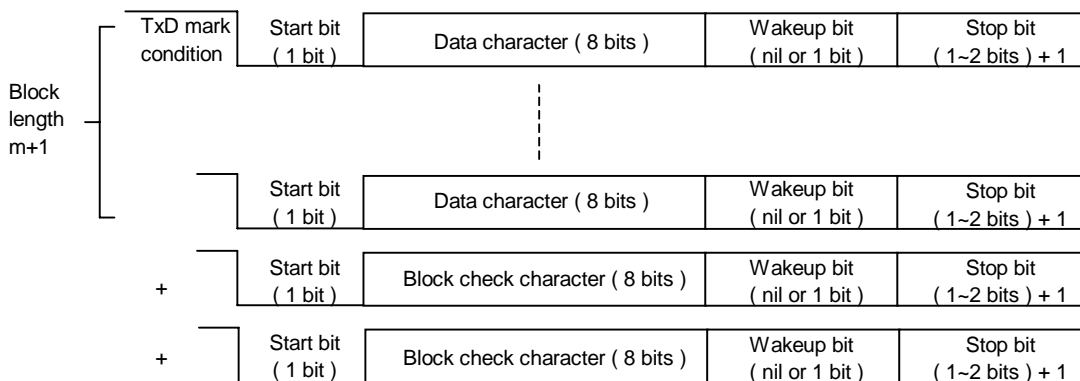 TxD mark
condition
Start bit
( 1 bit )
Data character ( 8 bits )
Wakeup bit
( nil or 1 bit )
Stop bit
( 1~2 bits ) + 1
Block
length
m+1
Start bit
( 1 bit )
Data character ( 8 bits )
Wakeup bit
( nil or 1 bit )
Stop bit
( 1~2 bits ) + 1
+
Start bit
( 1 bit )
Block check character ( 8 bits )
Wakeup bit
( nil or 1 bit )
Stop bit
( 1~2 bits ) + 1
+
Start bit
( 1 bit )
Block check character ( 8 bits )
Wakeup bit
( nil or 1 bit )
Stop bit
( 1~2 bits ) + 1